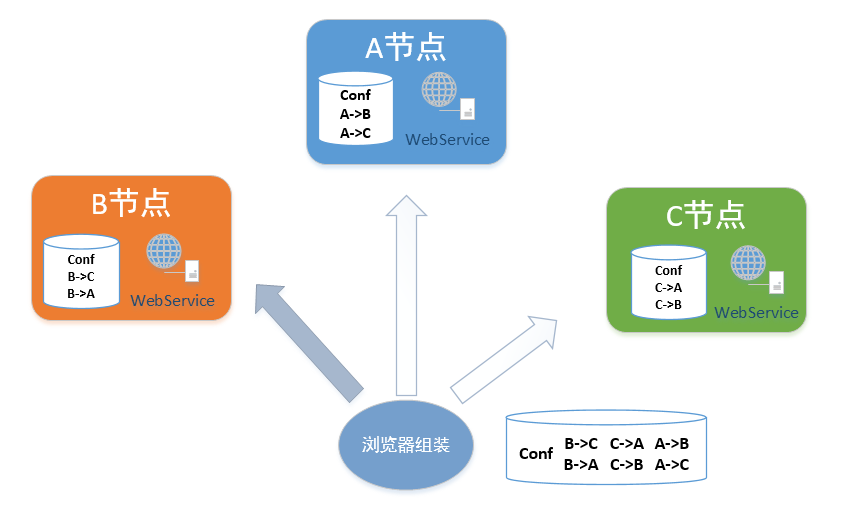 A节点
Conf
A->B
A->C
WebService
B节点
Conf
B->C
B->A
WebService
C节点
Conf
C->A
C->B
WebService
浏览器组装
Conf
B->C C->A A->B
B->A C->B A->C